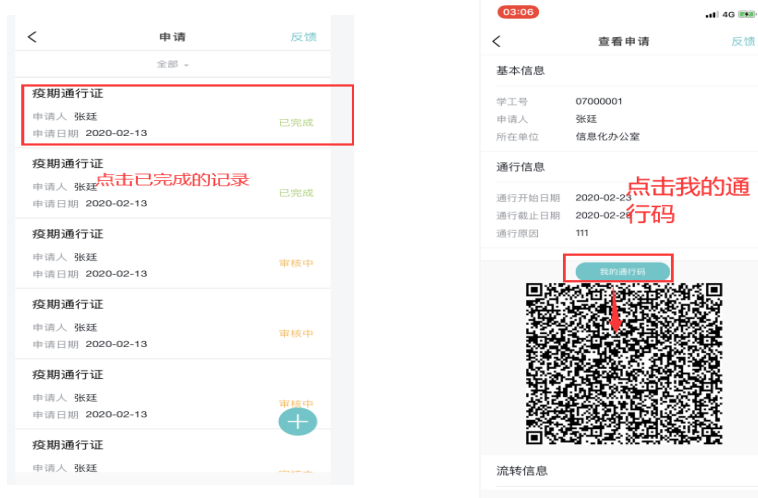 申请
反馈
全部
疫期通行证
申请人 张廷
申请日期 2020-02-13
已完成
疫期通行证
申请人 张廷
申请日期 2020-02-13
已完成
点击已完成的记录
疫期通行证
申请人 张廷
申请日期 2020-02-13
审核中
疫期通行证
申请人 张廷
申请日期 2020-02-13
审核中
疫期通行证
申请人 张廷
申请日期 2020-02-13
审核中
疫期通行证
申请人 张廷
03:06
4G
查看申请
反馈
基本信息
学工号 07000001
申请人 张廷
所在单位 信息化办公室
通行信息
通行开始日期 2020-02-23
通行截止日期
通行原因 111
点击我的通
行码
我的通行码
流转信息